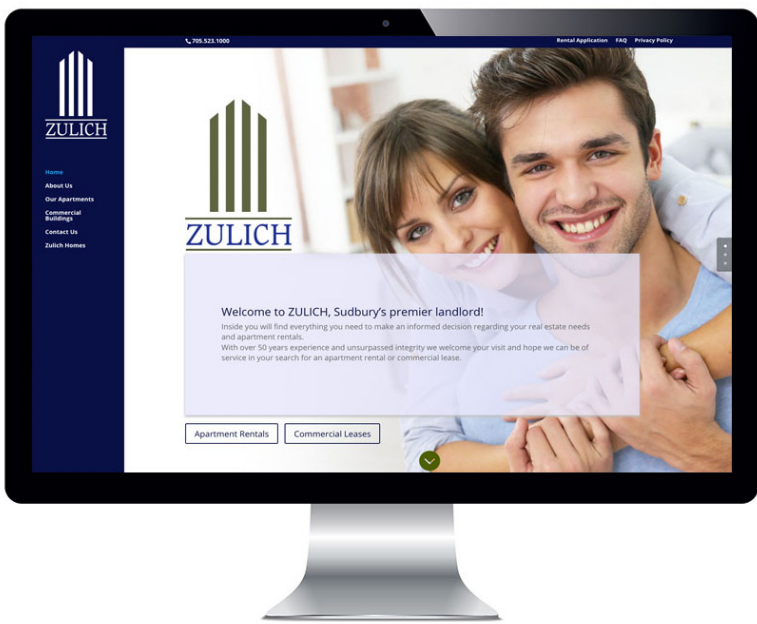 705.523.1000
Rental Application FAQ Privacy Policy
ZULICH
Home
About Us
Our Apartments
Commercial
Buildings
Contact Us
Zulich Homes
ZULICH
Welcome to ZULICH, Sudbury's premier landlord!
Inside you will find everything you need to make an informed decision regarding your real estate needs
and apartment rentals.
With over 50 years experience and unsurpassed integrity we welcome your visit and hope we can be of
service in your search for an apartment rental or commercial lease.
Apartment Rentals
Commercial Leases